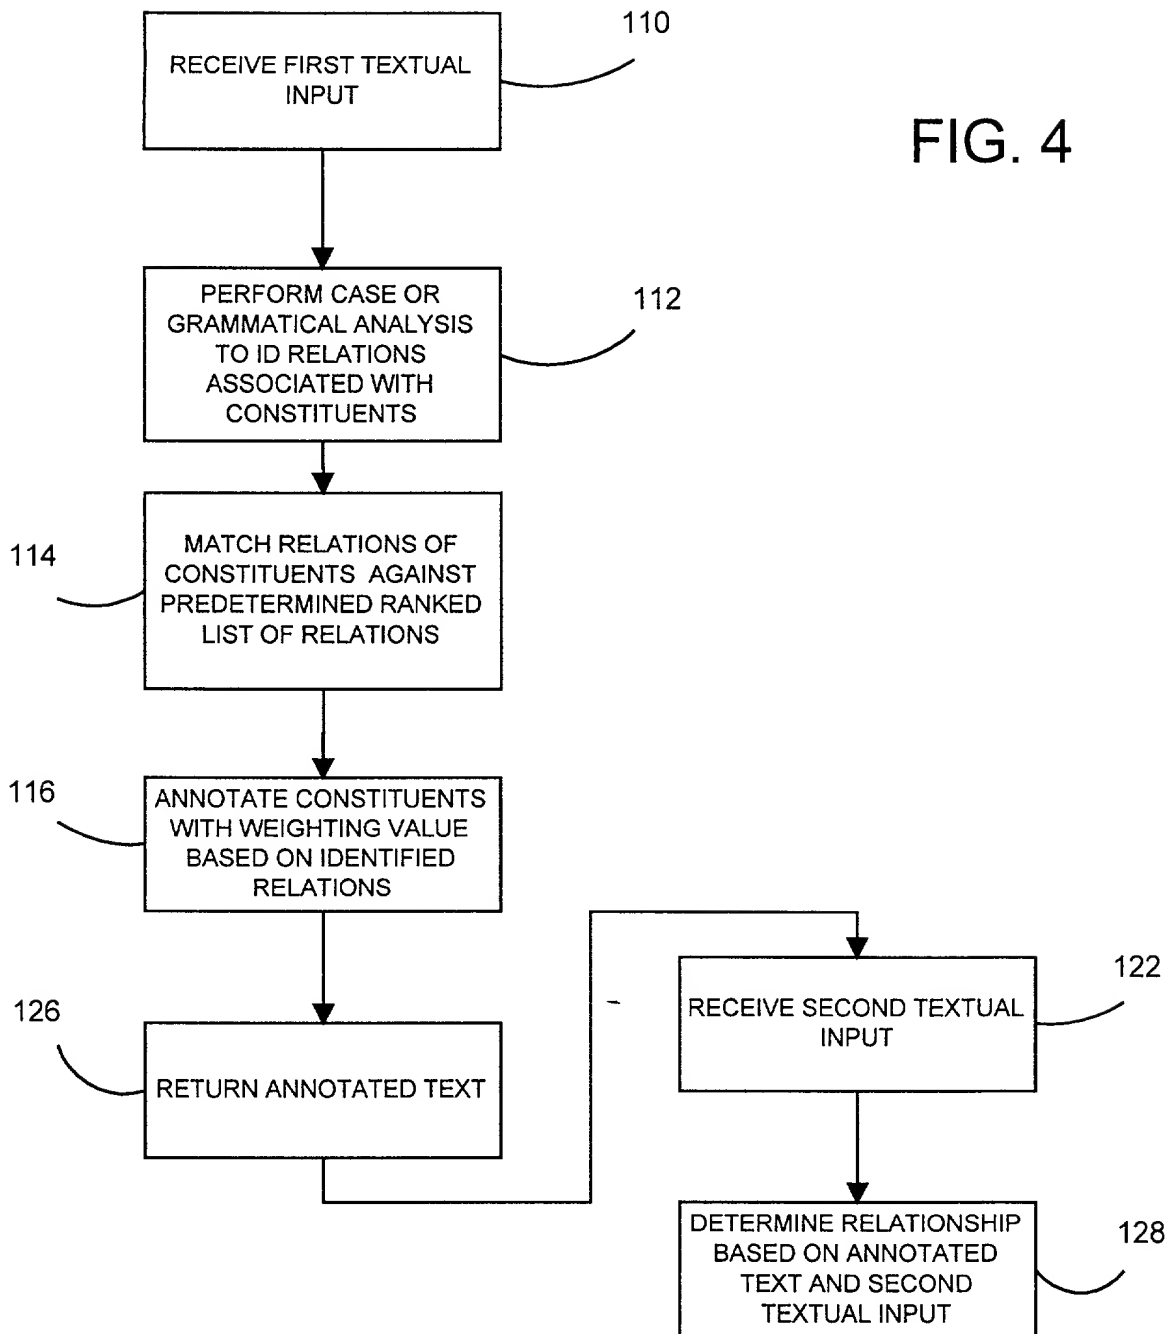 110
RECEIVE FIRST TEXTUAL
INPUT
FIG. 4
112
PERFORM CASE OR
GRAMMATICAL ANALYSIS
TO ID RELATIONS
ASSOCIATED WITH
CONSTITUENTS
114
MATCH RELATIONS OF
CONSTITUENTS AGAINST
PREDETERMINED RANKED
LIST OF RELATIONS
116
ANNOTATE CONSTITUENTS
WITH WEIGHTING VALUE
BASED ON IDENTIFIED
RELATIONS
126
RETURN ANNOTATED TEXT
122
RECEIVE SECOND TEXTUAL
INPUT
128
DETERMINE RELATIONSHIP
BASED ON ANNOTATED
TEXT AND SECOND
TEXTUAL INPUT